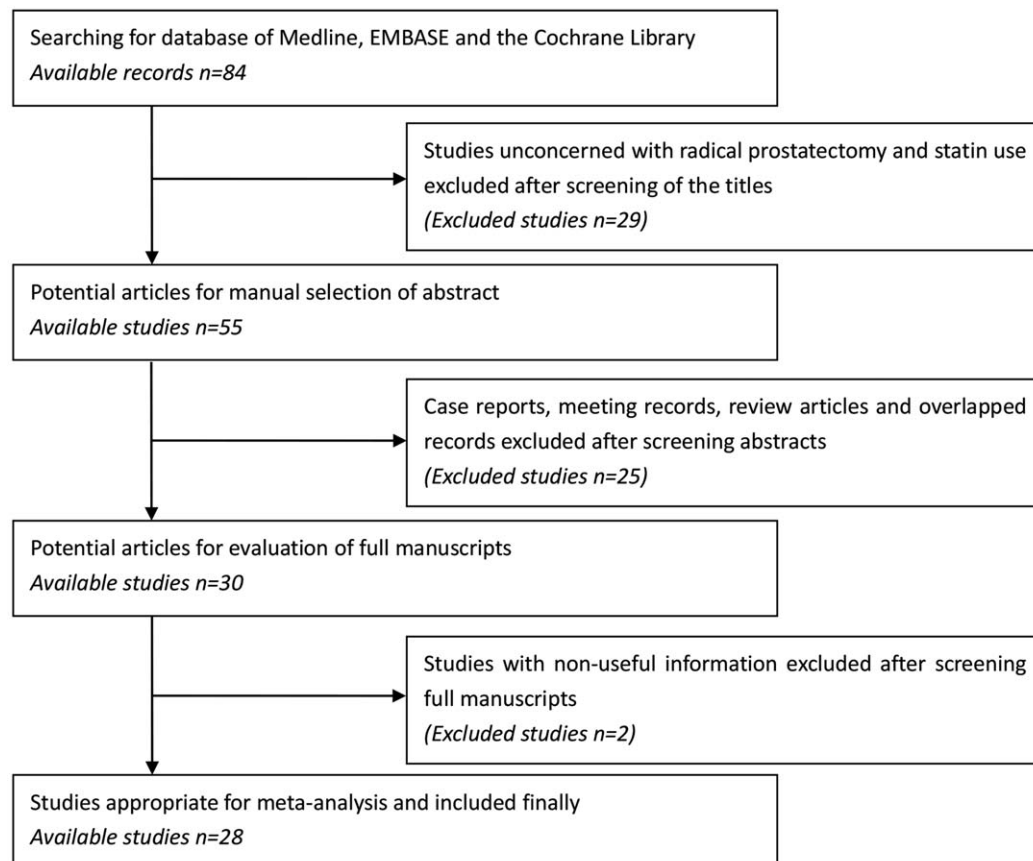 Searching for database of Medline, EMBASE and the Cochrane Library
Available records n=84
Studies unconcerned with radical prostatectomy and statin use
excluded after screening of the titles
(Excluded studies n=29)
Potential articles for manual selection of abstract
Available studies n=55
Case reports, meeting records, review articles and overlapped
records excluded after screening abstracts
(Excluded studies n=25)
Potential articles for evaluation of full manuscripts
Available studies n=30
Studies with non-useful information excluded after screening
full manuscripts
(Excluded studies n=2)
Studies appropriate for meta-analysis and included finally
Available studies n=28